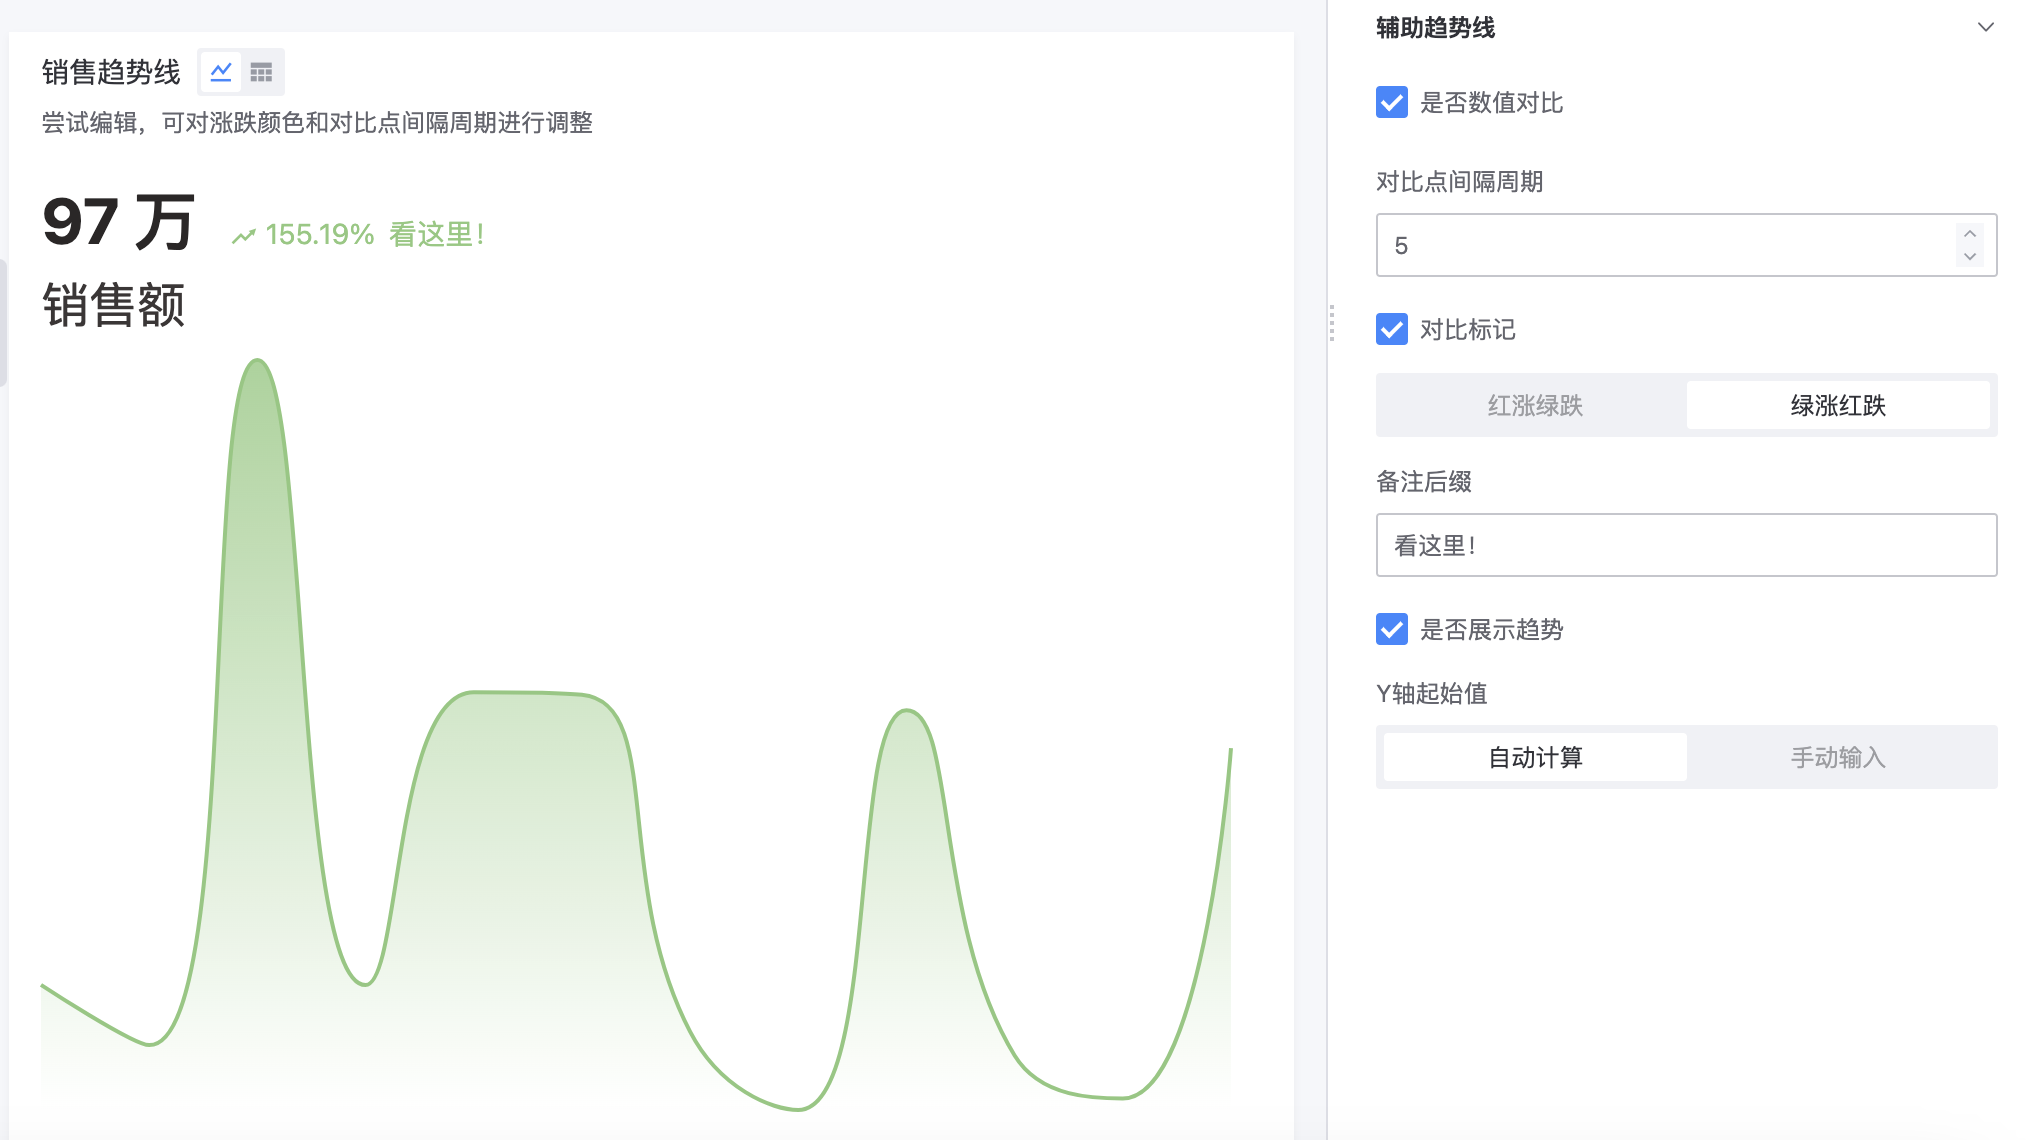 销售趋势线
尝试编辑，可对涨跌颜色和对比点间隔周期进行调整
97 万
155.19% 看这里！
销售额
辅助趋势线
是否数值对比
对比点间隔周期
5
对比标记
红涨绿跌
绿涨红跌
备注后缀
看这里！
是否展示趋势
Y轴起始值
自动计算
手动输入